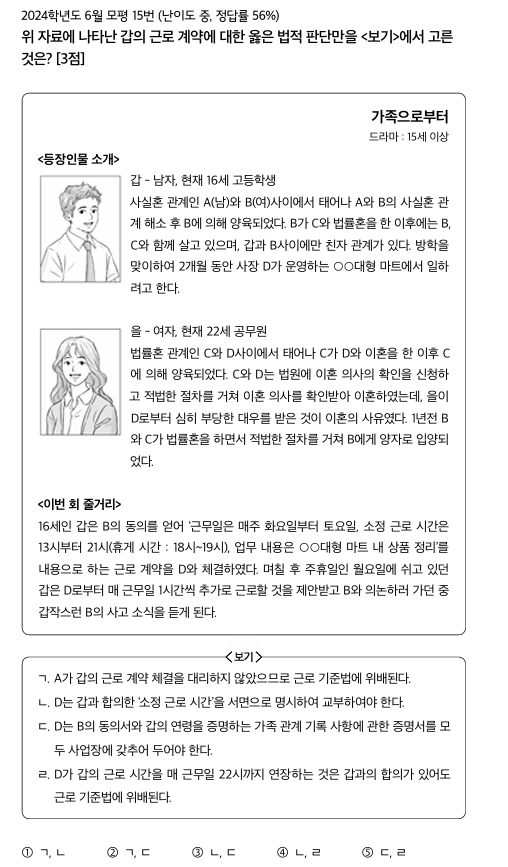 2024학년도 6월 모평 15번 (난이도 중, 정답률 56%)
위 자료에 나타난 갑의 근로 계약에 대한 옳은 법적 판단만을 <보기>에서 고른
것은? [3점]
가족으로부터
드라마 : 15세 이상
<등장인물 소개>
갑 - 남자, 현재 16세 고등학생
사실혼 관계인 A(남)와 B(여)사이에서 태어나 A와 B의 사실혼 관
계 해소 후 B에 의해 양육되었다. B가 C와 법률혼을 한 이후에는 B,
C와 함께 살고 있으며, 갑과 B사이에만 친자 관계가 있다. 방학을
맞이하여 2개월 동안 사장 D가 운영하는 ○○대형 마트에서 일하
려고 한다.
을 - 여자, 현재 22세 공무원
법률혼 관계인 C와 D사이에서 태어나 C가 D와 이혼을 한 이후 C
에 의해 양육되었다. C와 D는 법원에 이혼 의사의 확인을 신청하
고 적법한 절차를 거쳐 이혼 의사를 확인받아 이혼하였는데, 을이
D로부터 심히 부당한 대우를 받은 것이 이혼의 사유였다. 1년전 B
와 C가 법률혼을 하면서 적법한 절차를 거쳐 B에게 양자로 입양되
었다.
<이번 회 줄거리>
16세인 갑은 B의 동의를 얻어 '근무일은 매주 화요일부터 토요일, 소정 근로 시간은
13시부터 21시(휴게 시간 : 18시~19시), 업무 내용은 ○○대형 마트 내 상품 정리'를
내용으로 하는 근로 계약을 D와 체결하였다. 며칠 후 주휴일인 월요일에 쉬고 있던
갑은 D로부터 매 근무일 1시간씩 추가로 근로할 것을 제안받고 B와 의논하러 가던 중
갑작스런 B의 사고 소식을 듣게 된다.
<보기>
ㄱ. A가 갑의 근로 계약 체결을 대리하지 않았으므로 근로 기준법에 위배된다.
ㄴ. D는 갑과 합의한 '소정 근로 시간'을 서면으로 명시하여 교부하여야 한다.
ㄷ. D는 B의 동의서와 갑의 연령을 증명하는 가족 관계 기록 사항에 관한 증명서를 모
두 사업장에 갖추어 두어야 한다.
ㄹ. D가 갑의 근로 시간을 매 근무일 22시까지 연장하는 것은 갑과의 합의가 있어도
근로 기준법에 위배된다.
① ㄱ, ㄴ ② ㄱ, ㄷ ③ ㄴ, ㄷ ④ ㄴ, ㄹ ⑤ ㄷ, ㄹ